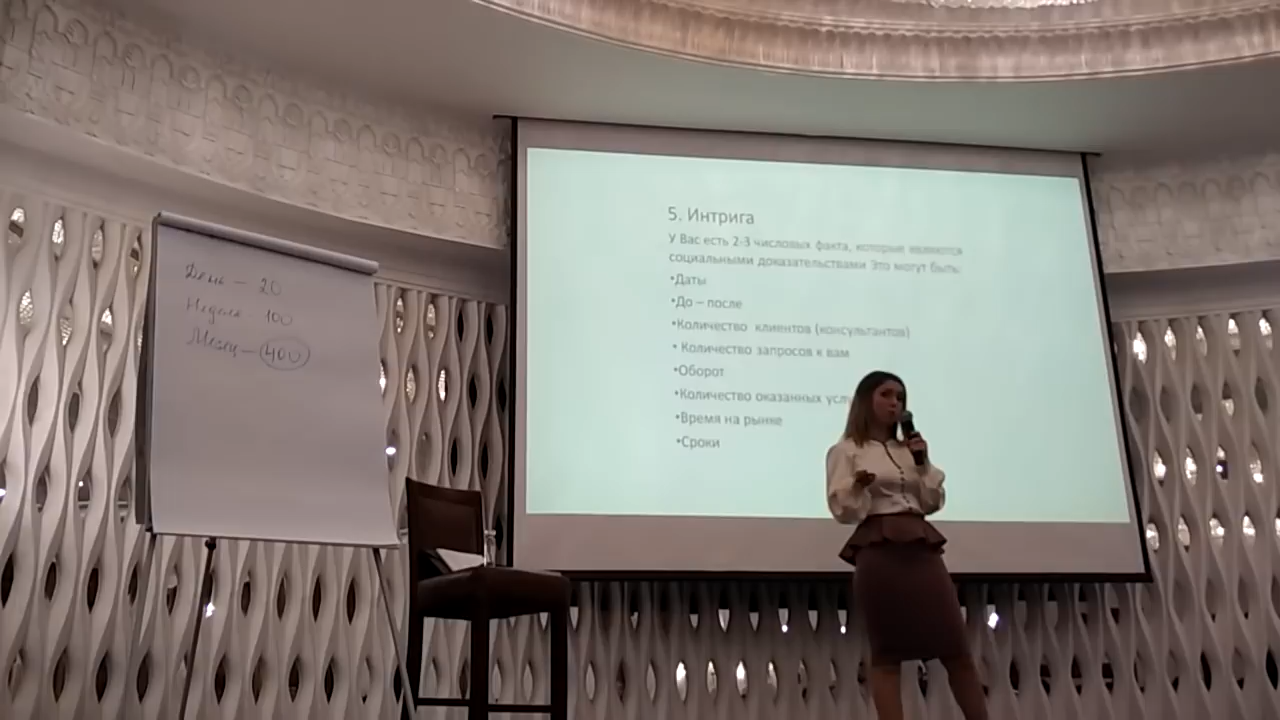 День – 20
Неделя - 100
Месяц – 400
5. Интрига
У Вас есть 2-3 числовых факта, которые являются
социальными доказательствами Это могут быть:
•Даты
•До – после
•Количество клиентов (консультантов)
• Количество запросов к вам
•Оборот
•Количество оказанных
•Время на рынке
•Сроки